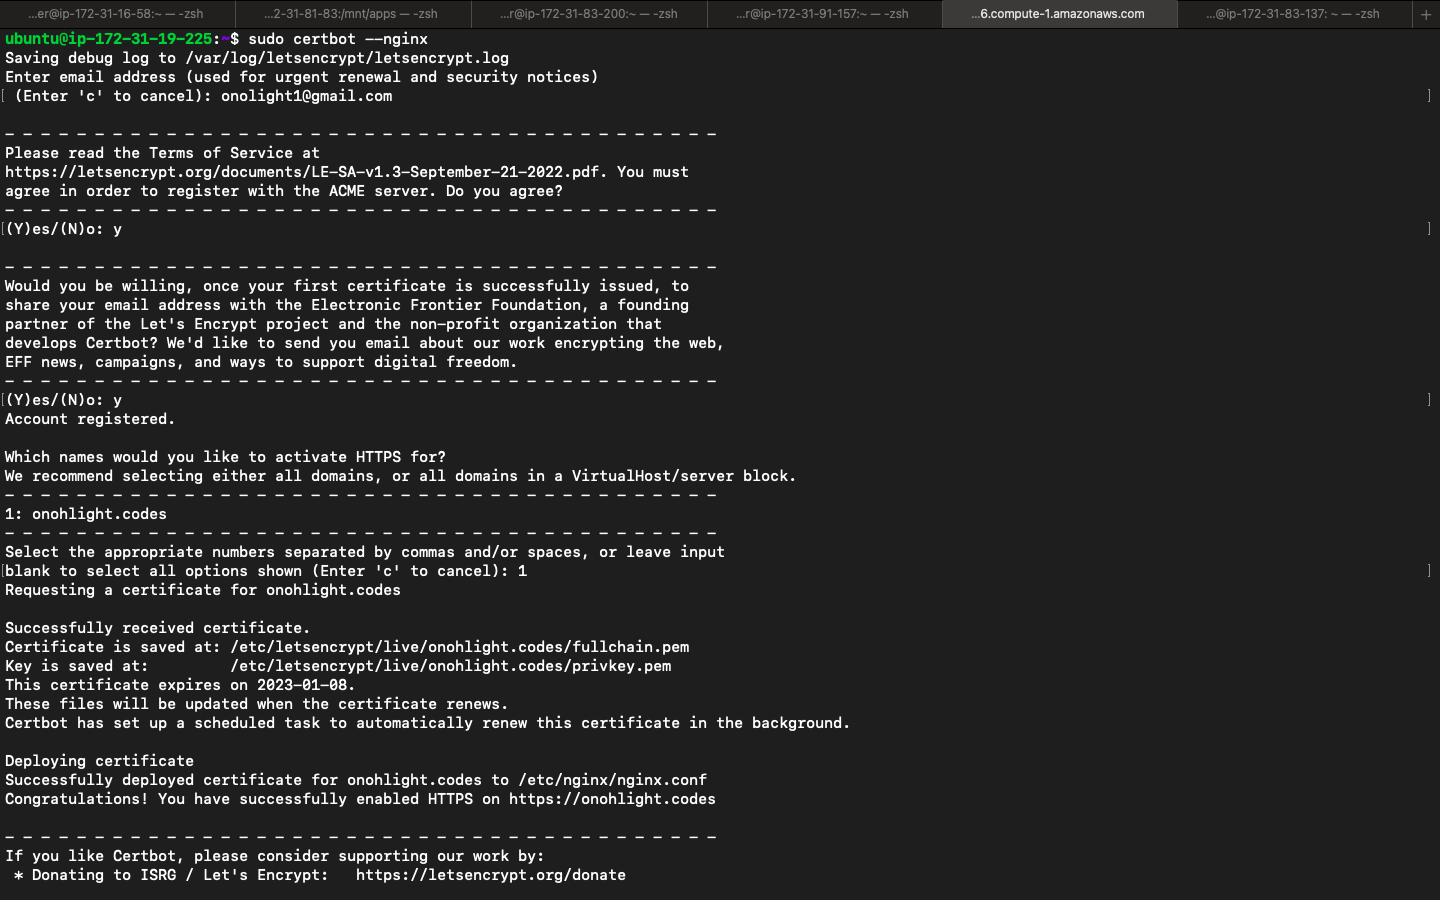 ...er@ip-172-31-16-58:~ — -zsh
...2-31-81-83:/mnt/apps — -zsh
...r@ip-172-31-83-200:~ — -zsh
...r@ip-172-31-91-157:~ — -zsh
...6.compute-1.amazonaws.com
...@ip-172-31-83-137: ~ — -zsh
+
ubuntu@ip-172-31-19-225:~$ sudo certbot --nginx
Saving debug log to /var/log/letsencrypt/letsencrypt.log
Enter email address (used for urgent renewal and security notices)
[ (Enter 'c' to cancel): onolight1@gmail.com ]
- - - - - - - - - - - - - - - - - - - - - - - - - - - - - - - - - - - - - - - -
Please read the Terms of Service at
https://letsencrypt.org/documents/LE-SA-v1.3-September-21-2022.pdf. You must
agree in order to register with the ACME server. Do you agree?
- - - - - - - - - - - - - - - - - - - - - - - - - - - - - - - - - - - - - - - -
[(Y)es/(N)o: y ]
- - - - - - - - - - - - - - - - - - - - - - - - - - - - - - - - - - - - - - - -
Would you be willing, once your first certificate is successfully issued, to
share your email address with the Electronic Frontier Foundation, a founding
partner of the Let's Encrypt project and the non-profit organization that
develops Certbot? We'd like to send you email about our work encrypting the web,
EFF news, campaigns, and ways to support digital freedom.
- - - - - - - - - - - - - - - - - - - - - - - - - - - - - - - - - - - - - - - -
[(Y)es/(N)o: y ]
Account registered.
Which names would you like to activate HTTPS for?
We recommend selecting either all domains, or all domains in a VirtualHost/server block.
- - - - - - - - - - - - - - - - - - - - - - - - - - - - - - - - - - - - - - - -
1: onohlight.codes
- - - - - - - - - - - - - - - - - - - - - - - - - - - - - - - - - - - - - - - -
Select the appropriate numbers separated by commas and/or spaces, or leave input
[blank to select all options shown (Enter 'c' to cancel): 1 ]
Requesting a certificate for onohlight.codes
Successfully received certificate.
Certificate is saved at: /etc/letsencrypt/live/onohlight.codes/fullchain.pem
Key is saved at:         /etc/letsencrypt/live/onohlight.codes/privkey.pem
This certificate expires on 2023-01-08.
These files will be updated when the certificate renews.
Certbot has set up a scheduled task to automatically renew this certificate in the background.
Deploying certificate
Successfully deployed certificate for onohlight.codes to /etc/nginx/nginx.conf
Congratulations! You have successfully enabled HTTPS on https://onohlight.codes
- - - - - - - - - - - - - - - - - - - - - - - - - - - - - - - - - - - - - - - -
If you like Certbot, please consider supporting our work by:
 * Donating to ISRG / Let's Encrypt:   https://letsencrypt.org/donate